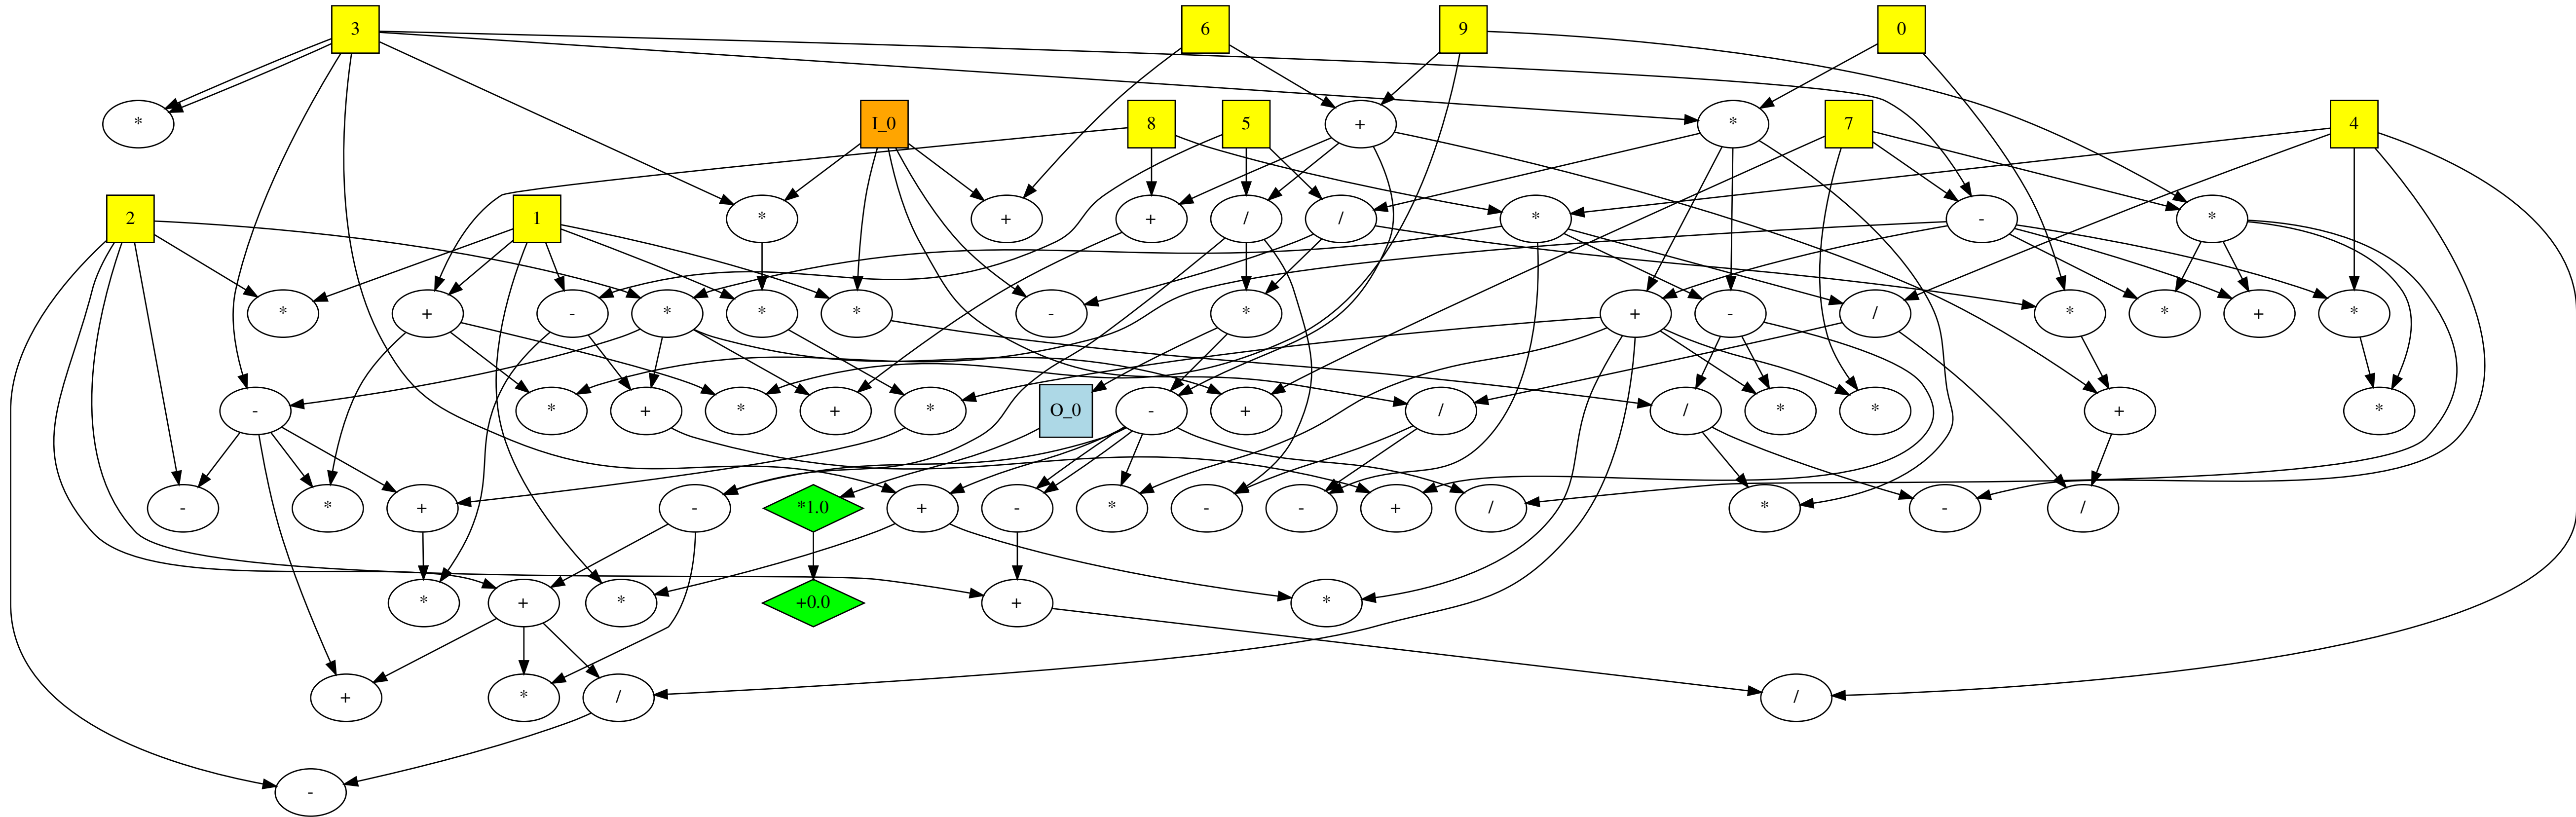 3 6 9 0
* I_0 8 5 + * 7 4
2 1 * + + / / * - *
* + - * * * - * + - / * * + *
- * + * + * O_0 - + / / * * + *
- * + - *1.0 + - * - - + / * - /
* + * +0.0 + *
+ * / /
-